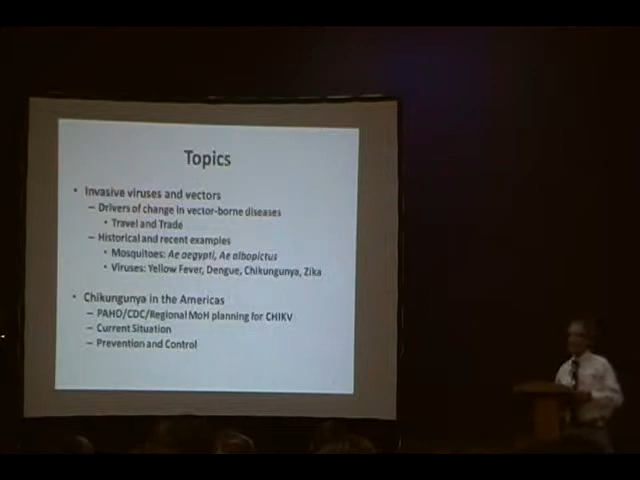 Topics
• Invasive viruses and vectors
– Drivers of change in vector-borne diseases
• Travel and Trade
– Historical and recent examples
• Mosquitoes: Ae aegypti, Ae albopictus
• Viruses: Yellow Fever, Dengue, Chikungunya, Zika
• Chikungunya in the Americas
– PAHO/CDC/Regional MoH planning for CHIKV
– Current Situation
– Prevention and Control